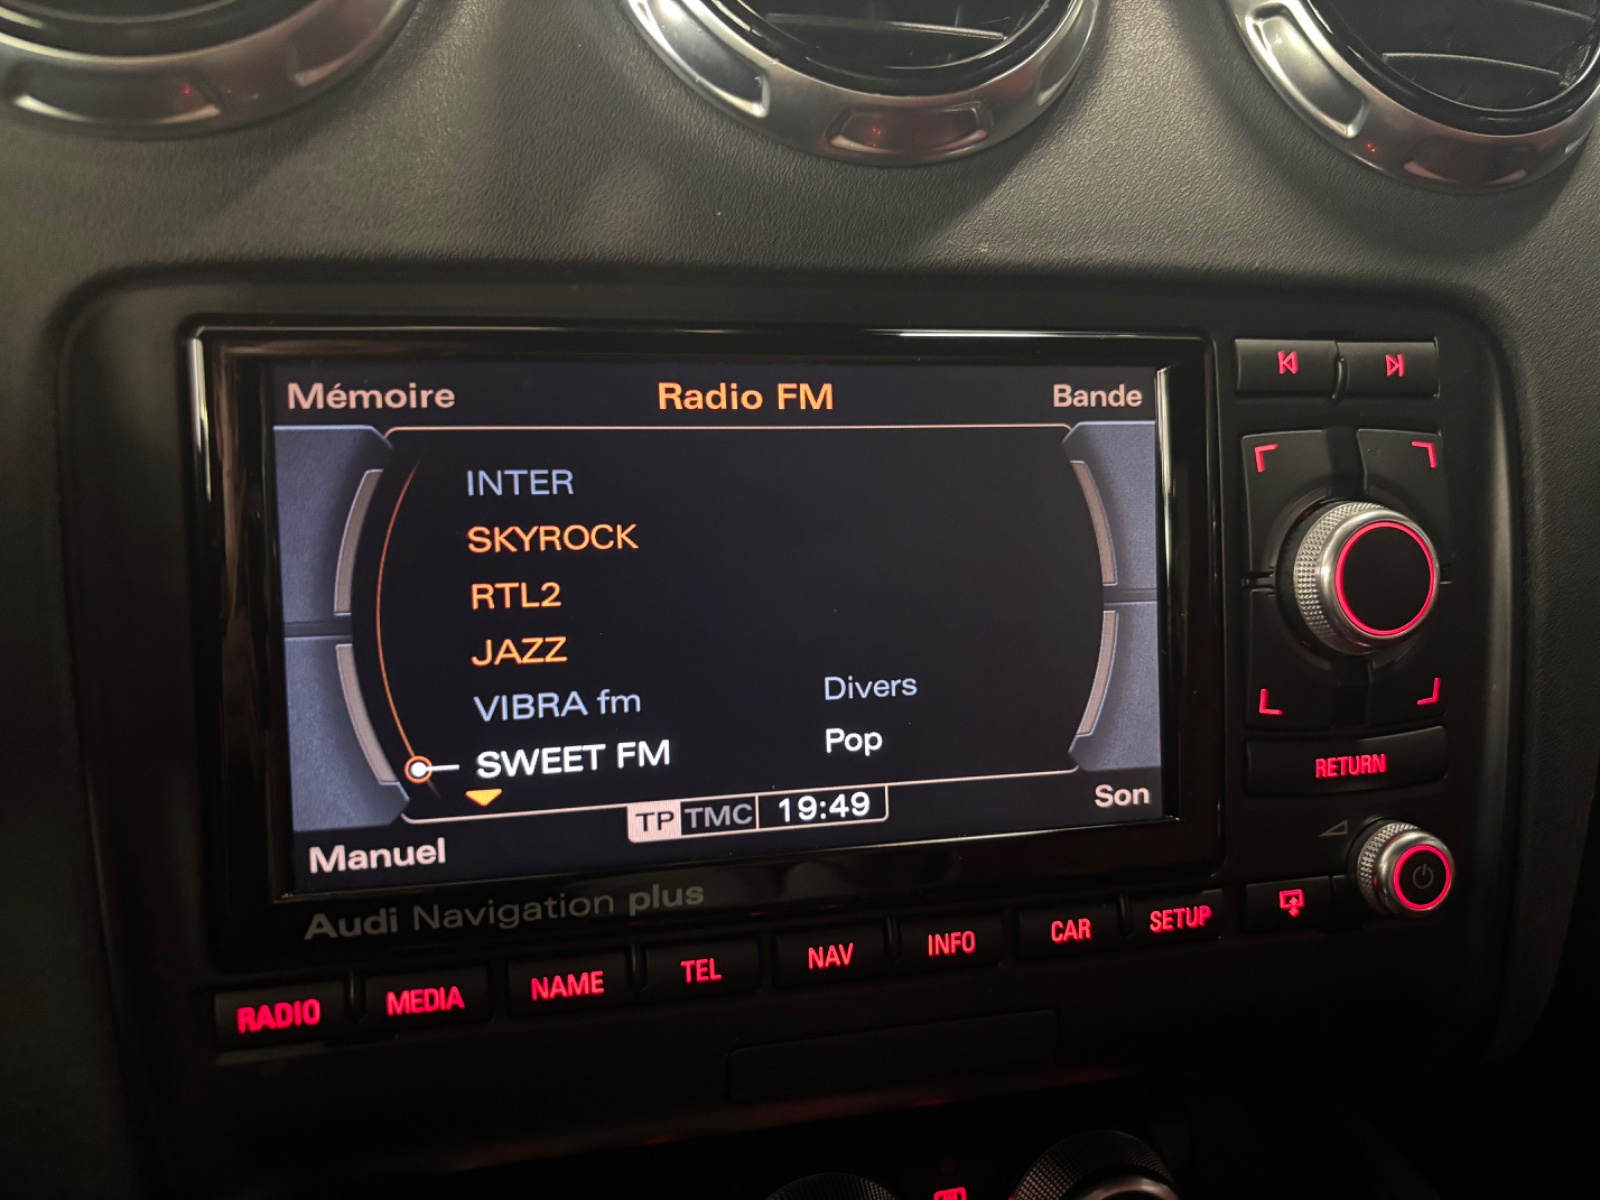 Mémoire Radio FM Bande
INTER
SKYROCK
RTL2
JAZZ
VIBRA fm Divers
SWEET FM Pop
TP TMC 19:49
Manuel Son
Audi Navigation plus
RETURN
RADIO MEDIA NAME TEL NAV INFO CAR SETUP